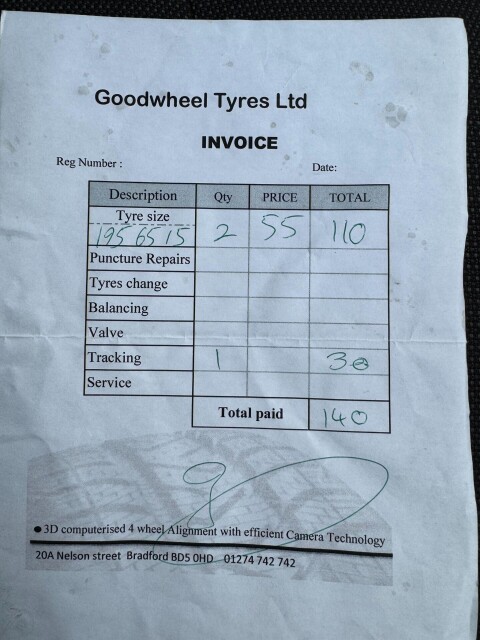 Goodwheel Tyres Ltd
INVOICE
Reg Number :
Date:
Description Qty PRICE TOTAL
Tyre size
195 65 15 2 55 110
Puncture Repairs
Tyres change
Balancing
Valve
Tracking 1 30
Service
Total paid 140
3D computerised 4 wheel Alignment with efficient Camera Technology
20A Nelson street Bradford BD5 0HD 01274 742 742